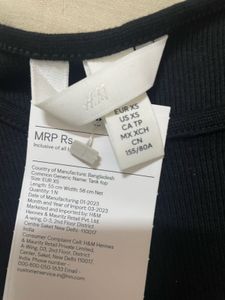 H&M
EUR XS
US XS
CA TP
MX XCH
CN
155/80A
MRP Rs
Inclusive of all
Country of Manufacture: Bangladesh
Common Generic Name: Tank top
Size: EUR XS
Length: 55 cm Width: 56 cm Net
Quantity: 1 N
Date of Manufacture 01-2023
Month and Year of Import: 03-2023
Marketed and Imported by: H&M
Hennes & Mauritz Retail Pvt Ltd.
A wing, D-3, 2nd Floor District
Centre Saket New Delhi 110017
India
Consumer Complaint Cell: H&M Hennes
& Mauritz Retail Private Limited,
A-Wing, D-3, 2nd Floor, District Center,
Saket, New Delhi, 110017
India, Phone number -